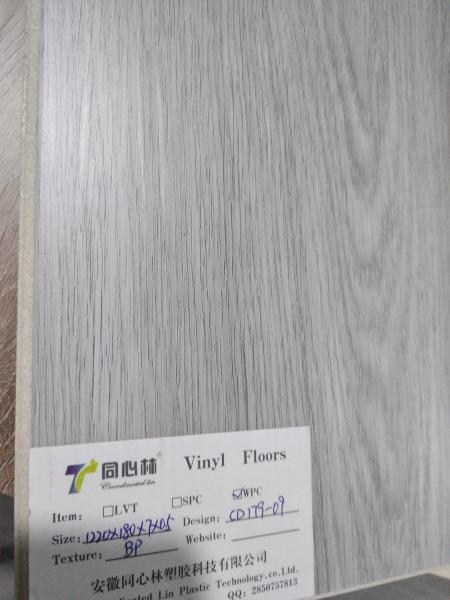 同心林 Vinyl Floors
Coordinated lin
Item: □LVT □SPC ☑WPC
Size: 1220×180×7×0.5 Design: CD179-09
Texture: BP Website:
安徽同心林塑胶科技有限公司
Lin Plastic Technology.co.Ltd.
QQ: 2850757813